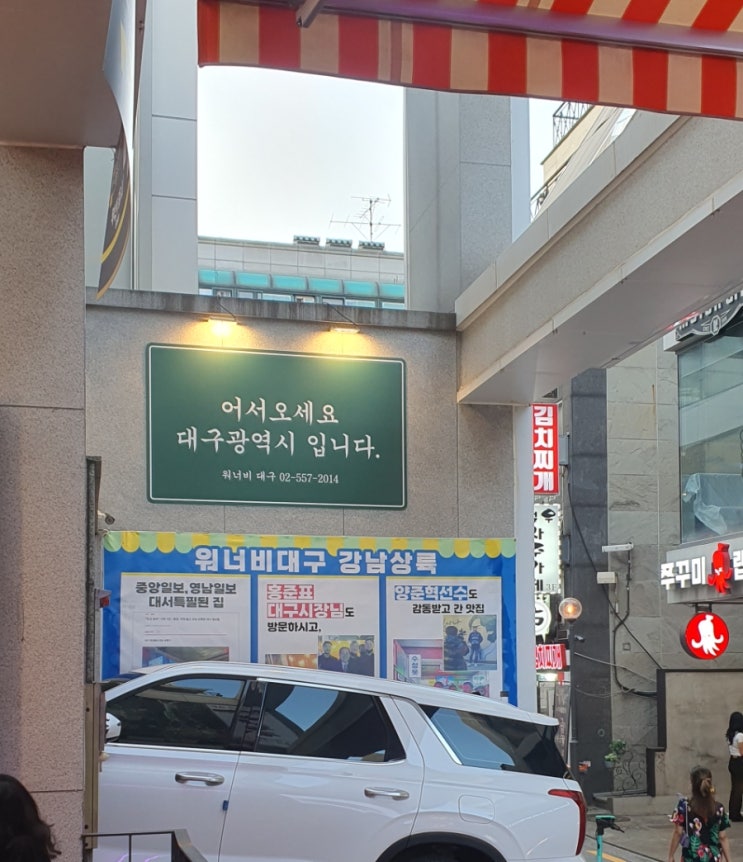 어서오세요
대구광역시 입니다.
워너비 대구 02-557-2014
워너비대구 강남상륙
중앙일보, 영남일보
대서특필된 집
홍준표
대구시장님도
방문하시고,
양준혁선수도
감동받고 간 맛집
수성못
김치찌개
3F
쭈꾸미